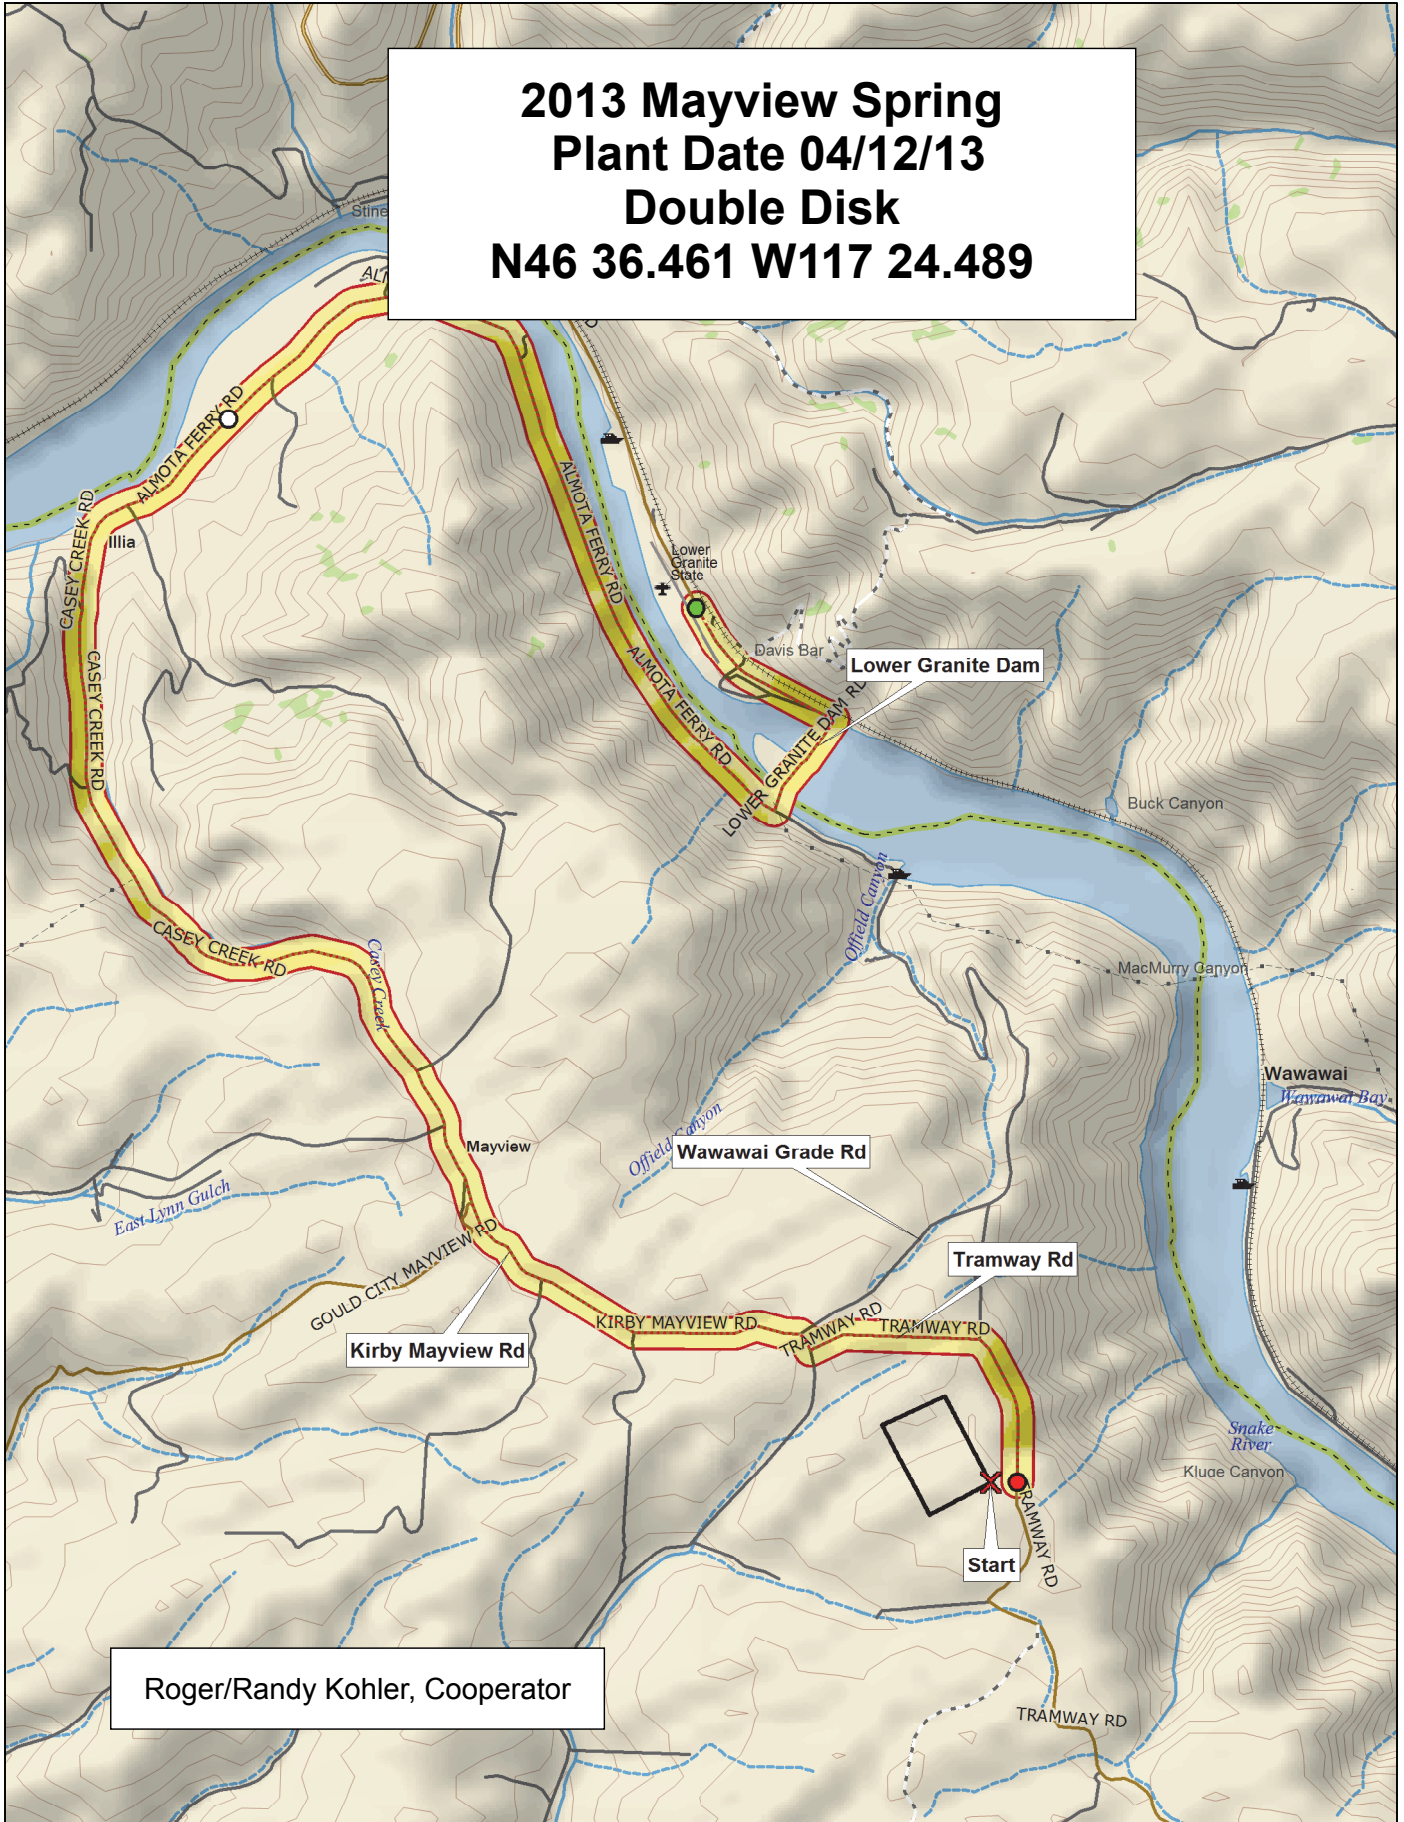 2013 Mayview Spring
Plant Date 04/12/13
Double Disk
N46 36.461 W117 24.489
Stine
AL
ALMOTA FERRY RD
CASEY CREEK RD
Illia
ALMOTA FERRY RD
Lower
Granite
State
Davis Bar
Lower Granite Dam
CASEY CREEK RD
ALMOTA FERRY RD
LOWER GRANITE DAM RD
Buck Canyon
Offield Canyon
CASEY CREEK RD
Casey Creek
MacMurry Canyon
Wawawai
Wawawai Bay
Offield Canyon
Mayview
Wawawai Grade Rd
East Lynn Gulch
GOULD CITY MAYVIEW RD
Tramway Rd
KIRBY MAYVIEW RD
TRAMWAY RD
TRAMWAY RD
Kirby Mayview Rd
Snake
River
Kluge Canyon
TRAMWAY RD
Start
Roger/Randy Kohler, Cooperator
TRAMWAY RD